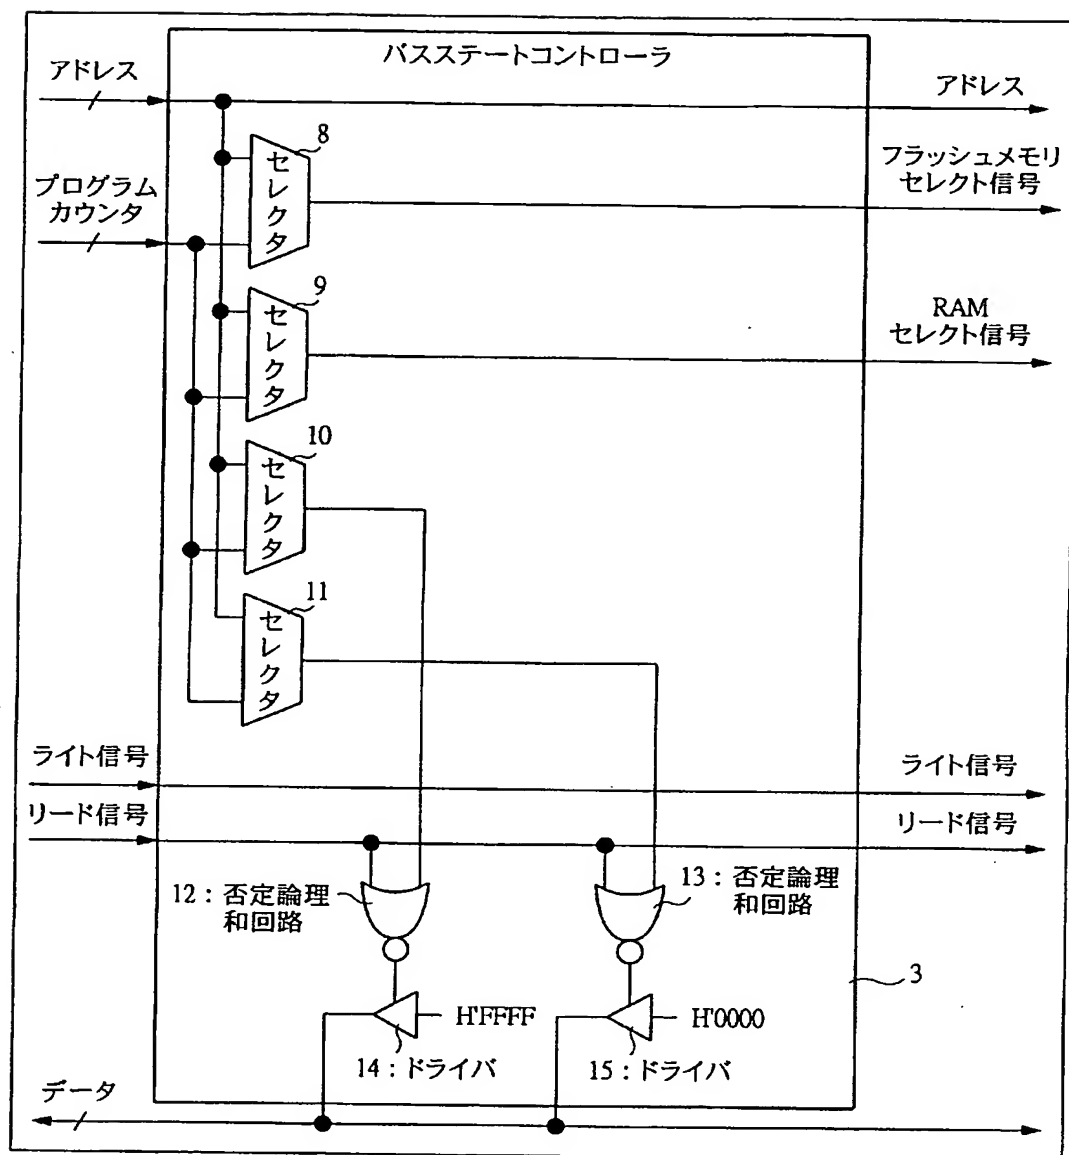 バスステートコントローラ
アドレス
アドレス
8
セレクタ
プログラム
カウンタ
フラッシュメモリ
セレクト信号
9
セレクタ
RAM
セレクト信号
10
セレクタ
11
セレクタ
ライト信号
ライト信号
リード信号
リード信号
12：否定論理
和回路
13：否定論理
和回路
3
H'FFFF
H'0000
14：ドライバ
15：ドライバ
データ